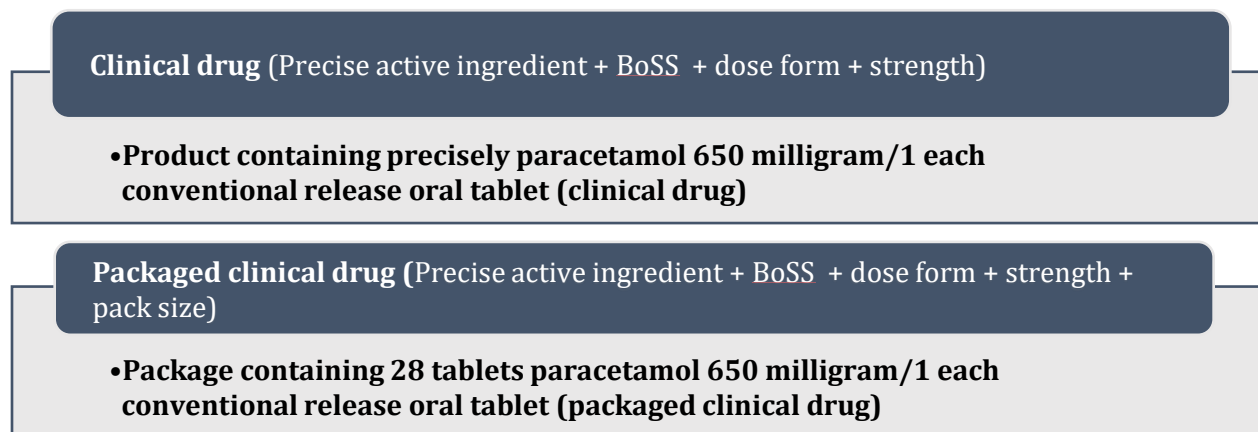 Clinical drug (Precise active ingredient + BoSS + dose form + strength)
•Product containing precisely paracetamol 650 milligram/1 each
conventional release oral tablet (clinical drug)
Packaged clinical drug (Precise active ingredient + BoSS + dose form + strength +
pack size)
•Package containing 28 tablets paracetamol 650 milligram/1 each
conventional release oral tablet (packaged clinical drug)